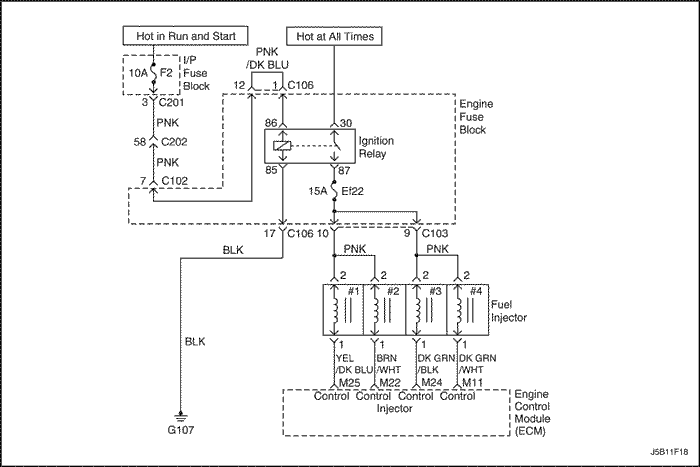 Hot in Run and Start
Hot at All Times
PNK
/DK BLU
I/P
Fuse
Block
10A F2
12 1 C106
3 C201
Engine
Fuse
Block
PNK
86 30
58 C202
Ignition
Relay
PNK
85 87
7 C102
15A Ef22
17 C106 10 9 C103
BLK
PNK PNK
2 2 2 2
#1 #2 #3 #4
Fuel
Injector
BLK
1 1 1 1
YEL BRN DK GRN DK GRN
/DK BLU /WHT /BLK /WHT
M25 M22 M24 M11
Control Control Control Control
Injector
Engine
Control
Module
(ECM)
G107
J5B11F18